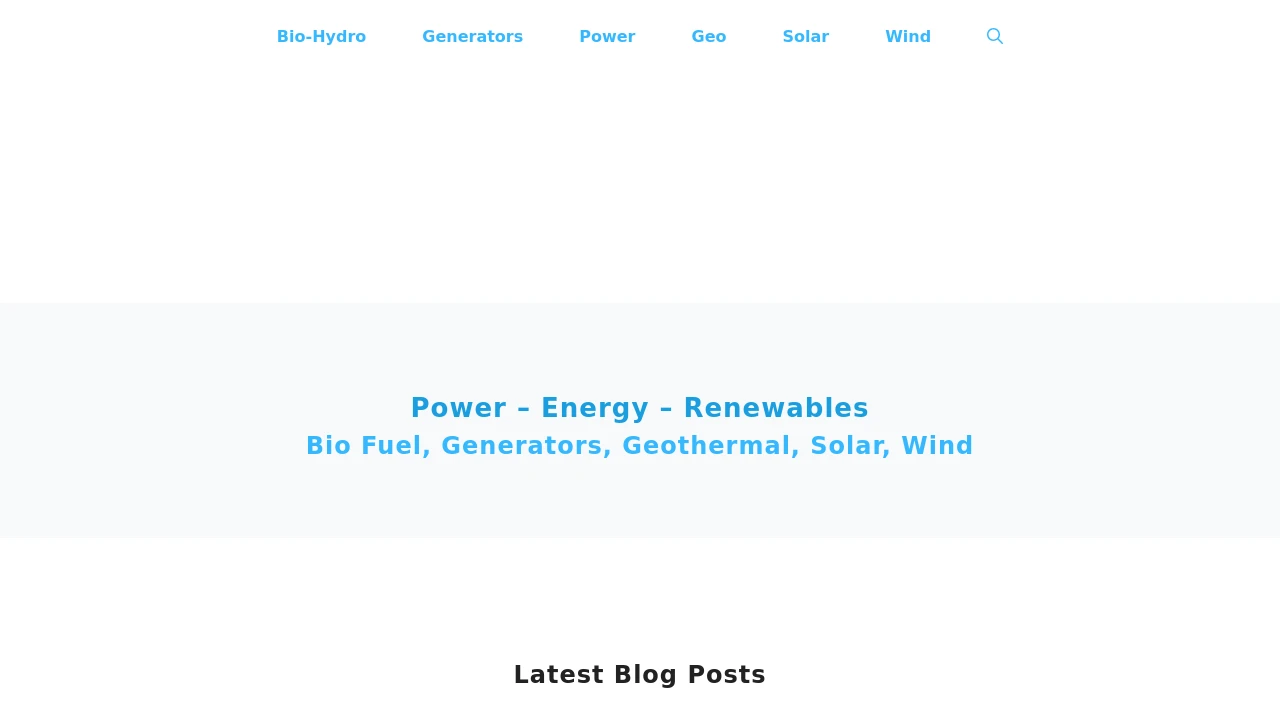 Bio-Hydro Generators Power Geo Solar Wind
Power – Energy – Renewables
Bio Fuel, Generators, Geothermal, Solar, Wind
Latest Blog Posts